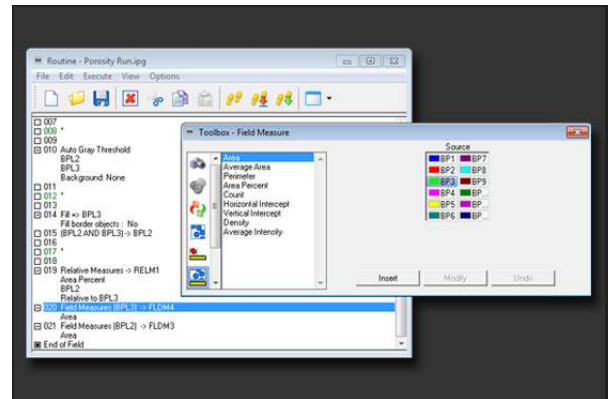 Routine - Porosity Run.ipg
File Edit Execute View Options
007
008 *
009
010 Auto Gray Threshold
BPL2
BPL3
Background: None
011
012 *
013
014 Fill => BPL3
Fill border objects : No
015 (BPL2 AND BPL3) -> BPL2
016
017 *
018
019 Relative Measures -> RELM1
Area Percent
BPL2
Relative to BPL3
020 Field Measures (BPL3) -> FLDM4
Area
021 Field Measures (BPL2) -> FLDM3
Area
End of Field
Toolbox - Field Measure
Area
Average Area
Perimeter
Area Percent
Count
Horizontal Intercept
Vertical Intercept
Density
Average Intensity
Source
BP1 BP7
BP2 BP8
BP3 BP9
BP4 BP...
BP5 BP...
BP6 BP...
Insert Modify Undo